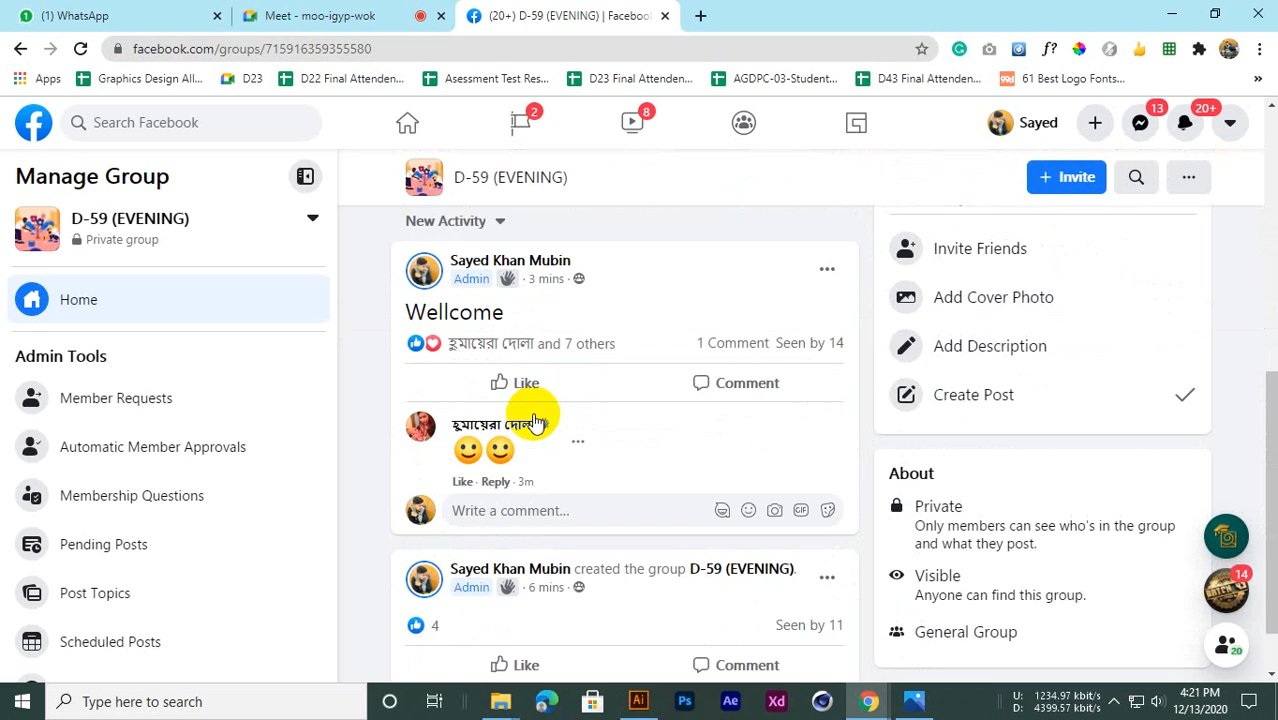 (1) WhatsApp
Meet - moo-igyp-wok
(20+) D-59 (EVENING) | Facebook
facebook.com/groups/715916359355580
Apps
Graphics Design All...
D23
D22 Final Attenden...
Asessment Test Res...
D23 Final Attenden...
AGDPC-03-Student...
D43 Final Attenden...
61 Best Logo Fonts...
Search Facebook
2
8
Sayed
13
20+
Manage Group
D-59 (EVENING)
Private group
Home
Admin Tools
Member Requests
Automatic Member Approvals
Membership Questions
Pending Posts
Post Topics
Scheduled Posts
D-59 (EVENING)
+ Invite
New Activity
Sayed Khan Mubin
Admin · 3 mins ·
Wellcome
হুমায়েরা দোলা and 7 others
1 Comment Seen by 14
Like
Comment
হুমায়েরা দোলা
Like · Reply · 3m
Write a comment...
GIF
Sayed Khan Mubin created the group D-59 (EVENING).
Admin · 6 mins ·
4
Seen by 11
Like
Comment
Invite Friends
Add Cover Photo
Add Description
Create Post
About
Private
Only members can see who's in the group
and what they post.
Visible
Anyone can find this group.
General Group
14
20
Type here to search
Ai
Ps
Ae
Xd
U: 1234.97 kbit/s
D: 4399.57 kbit/s
4:21 PM
12/13/2020